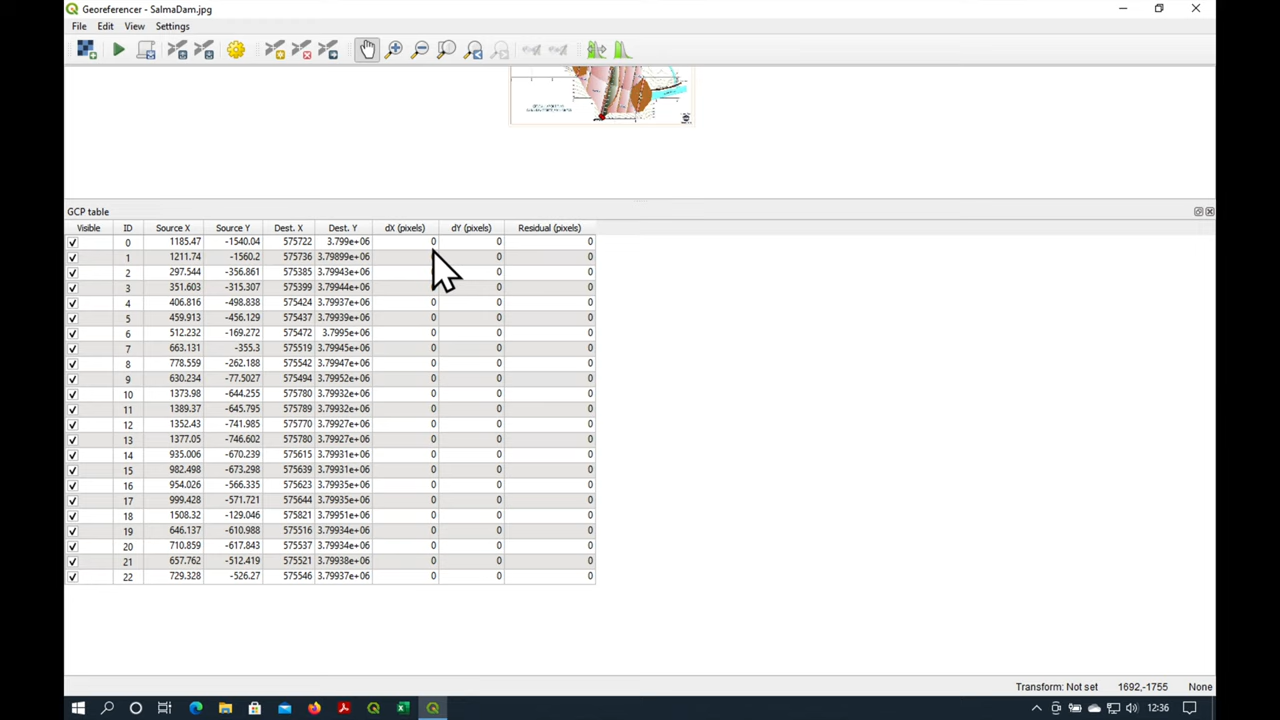 Georeferencer - SalmaDam.jpg
File Edit View Settings
GCP table
Visible ID Source X Source Y Dest. X Dest. Y dX (pixels) dY (pixels) Residual (pixels)
0 1185.47 -1540.04 575722 3.799e+06 0 0 0
1 1211.74 -1560.2 575736 3.79899e+06 0 0 0
2 297.544 -356.861 575385 3.79943e+06 0 0
3 351.603 -315.307 575399 3.79944e+06 0 0 0
4 406.816 -498.838 575424 3.79937e+06 0 0 0
5 459.913 -456.129 575437 3.79939e+06 0 0 0
6 512.232 -169.272 575472 3.7995e+06 0 0 0
7 663.131 -355.3 575519 3.79945e+06 0 0 0
8 778.559 -262.188 575542 3.79947e+06 0 0 0
9 630.234 -77.5027 575494 3.79952e+06 0 0 0
10 1373.98 -644.255 575780 3.79932e+06 0 0 0
11 1389.37 -645.795 575789 3.79932e+06 0 0 0
12 1352.43 -741.985 575770 3.79927e+06 0 0 0
13 1377.05 -746.602 575780 3.79927e+06 0 0 0
14 935.006 -670.239 575615 3.79931e+06 0 0 0
15 982.498 -673.298 575639 3.79931e+06 0 0 0
16 954.026 -566.335 575623 3.79935e+06 0 0 0
17 999.428 -571.721 575644 3.79935e+06 0 0 0
18 1508.32 -129.046 575821 3.79951e+06 0 0 0
19 646.137 -610.988 575516 3.79934e+06 0 0 0
20 710.859 -617.843 575537 3.79934e+06 0 0 0
21 657.762 -512.419 575521 3.79938e+06 0 0 0
22 729.328 -526.27 575546 3.79937e+06 0 0 0
Transform: Not set 1692,-1755 None
12:36